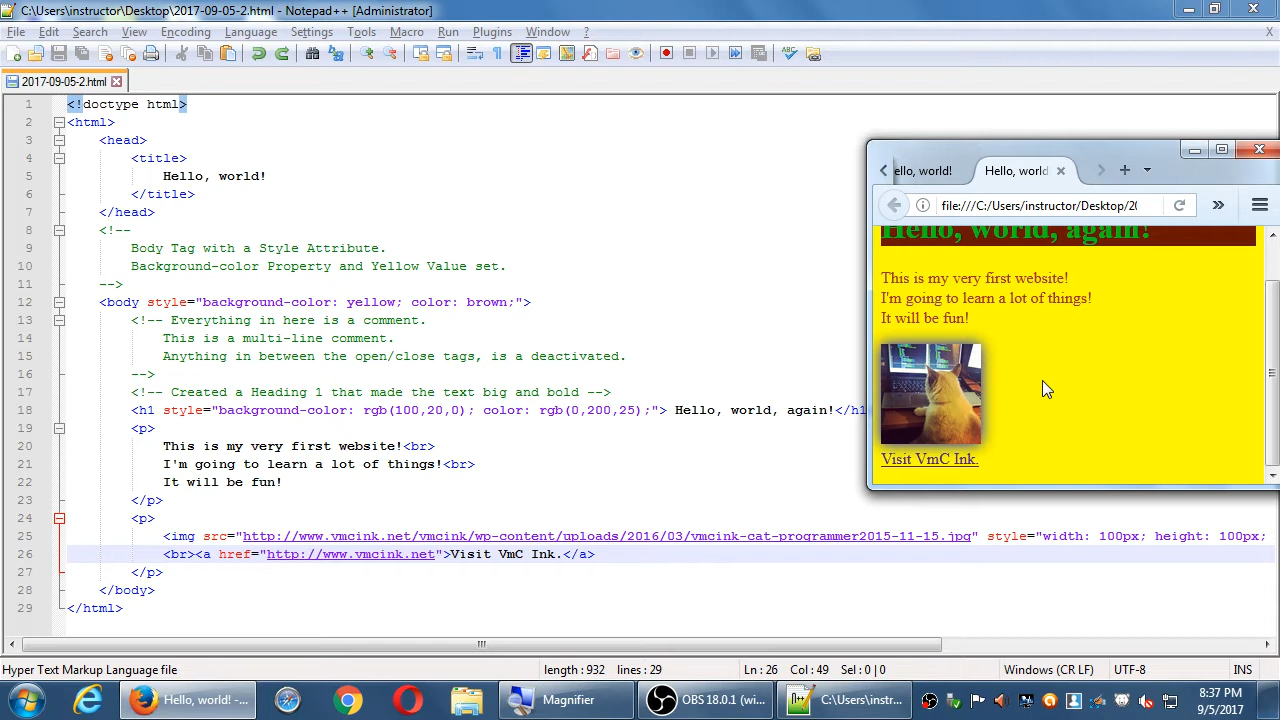 C:\Users\instructor\Desktop\2017-09-05-2.html - Notepad++ [Administrator]
File Edit Search View Encoding Language Settings Tools Macro Run Plugins Window ? X
ABC
2017-09-05-2.html
1 <!doctype html>
2 <html>
3 <head>
4 <title>
5 Hello, world!
6 </title>
7 </head>
8 <!--
9 Body Tag with a Style Attribute.
10 Background-color Property and Yellow Value set.
11 -->
12 <body style="background-color: yellow; color: brown;">
13 <!-- Everything in here is a comment.
14 This is a multi-line comment.
15 Anything in between the open/close tags, is a deactivated.
16 -->
17 <!-- Created a Heading 1 that made the text big and bold -->
18 <h1 style="background-color: rgb(100,20,0); color: rgb(0,200,25);"> Hello, world, again!</h1
19 <p>
20 This is my very first website!<br>
21 I'm going to learn a lot of things!<br>
22 It will be fun!
23 </p>
24 <p>
25 <img src="http://www.vmcink.net/vmcink/wp-content/uploads/2016/03/vmcink-cat-programmer2015-11-15.jpg" style="width: 100px; height: 100px;
26 <br><a href="http://www.vmcink.net">Visit VmC Ink.</a>
27 </p>
28 </body>
29 </html>
ello, world!
Hello, world
file:///C:/Users/instructor/Desktop/20
Hello, world, again!
This is my very first website!
I'm going to learn a lot of things!
It will be fun!
Visit VmC Ink.
Hyper Text Markup Language file length : 932 lines : 29 Ln : 26 Col : 49 Sel : 0 | 0 Windows (CR LF) UTF-8 INS
Hello, world! -...
Magnifier
OBS 18.0.1 (wi...
C:\Users\instr...
8:37 PM
9/5/2017